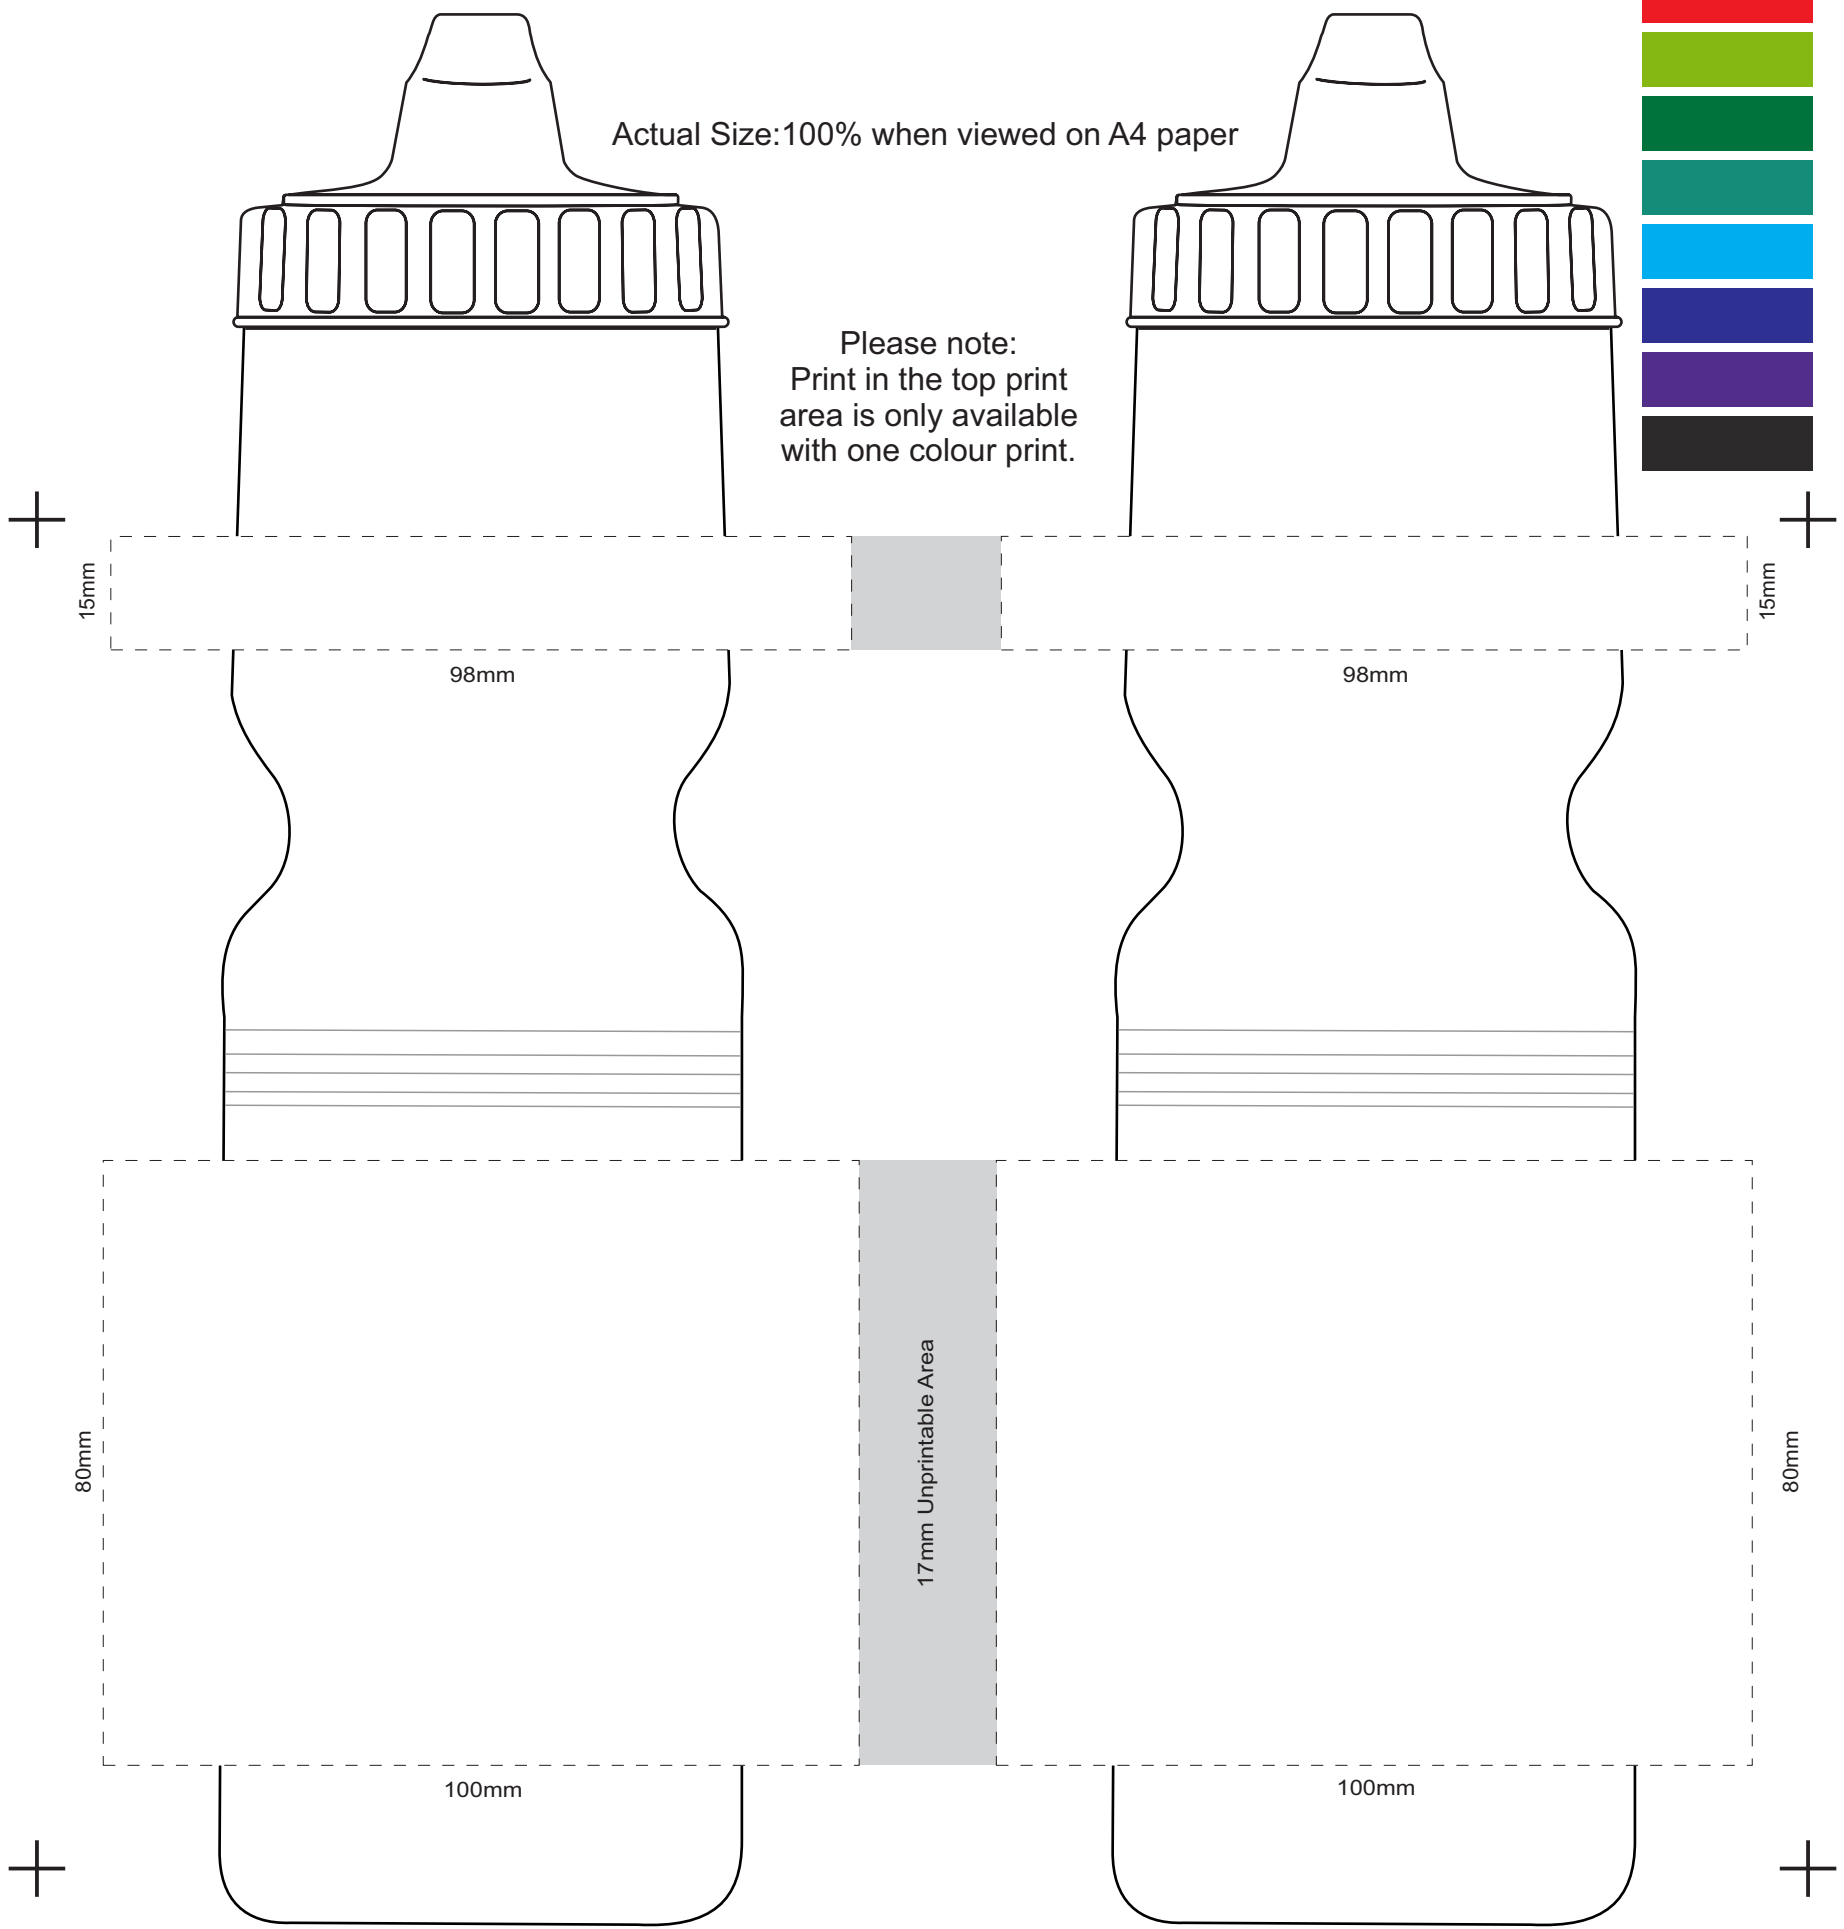 Actual Size:100% when viewed on A4 paper
Please note:
Print in the top print
area is only available
with one colour print.
15mm
15mm
98mm
98mm
17mm Unprintable Area
80mm
80mm
100mm
100mm